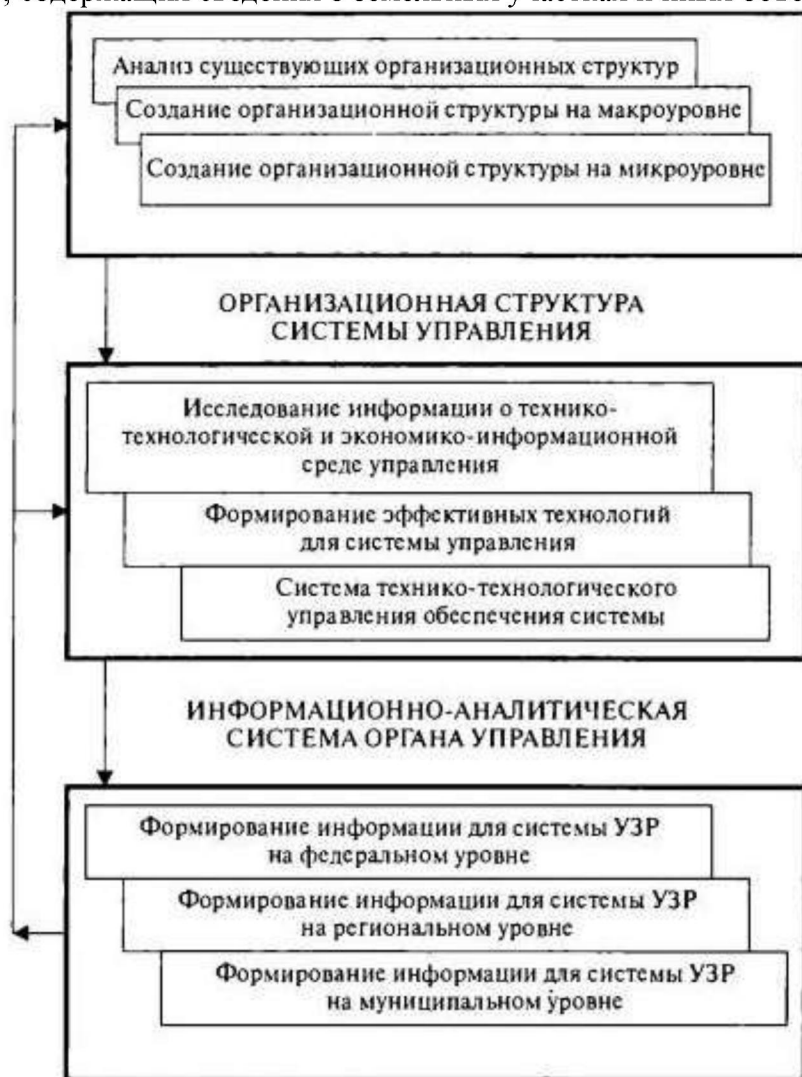 Анализ существующих организационных структур
Создание организационной структуры на макроуровне
Создание организационной структуры на микроуровне
ОРГАНИЗАЦИОННАЯ СТРУКТУРА
СИСТЕМЫ УПРАВЛЕНИЯ
Исследование информации о технико-
технологической и экономико-информационной
среде управления
Формирование эффективных технологий
для системы управления
Система технико-технологического
управления обеспечения системы
ИНФОРМАЦИОННО-АНАЛИТИЧЕСКАЯ
СИСТЕМА ОРГАНА УПРАВЛЕНИЯ
Формирование информации для системы УЗР
на федеральном уровне
Формирование информации для системы УЗР
на региональном уровне
Формирование информации для системы УЗР
на муниципальном уровне